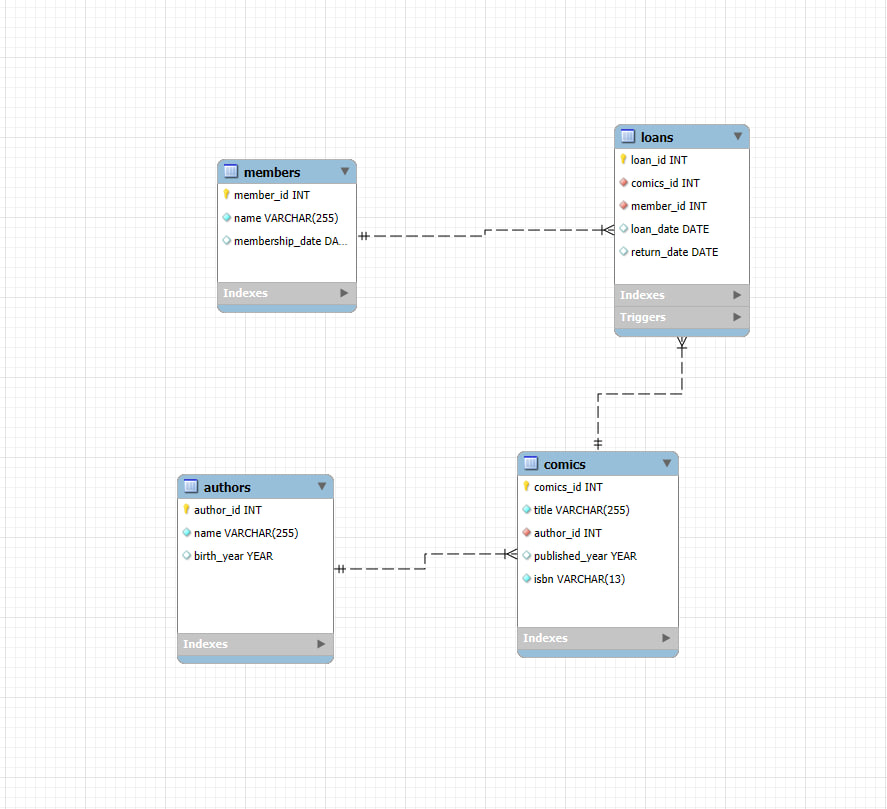 members
member_id INT
name VARCHAR(255)
membership_date DA...
Indexes
loans
loan_id INT
comics_id INT
member_id INT
loan_date DATE
return_date DATE
Indexes
Triggers
authors
author_id INT
name VARCHAR(255)
birth_year YEAR
Indexes
comics
comics_id INT
title VARCHAR(255)
author_id INT
published_year YEAR
isbn VARCHAR(13)
Indexes